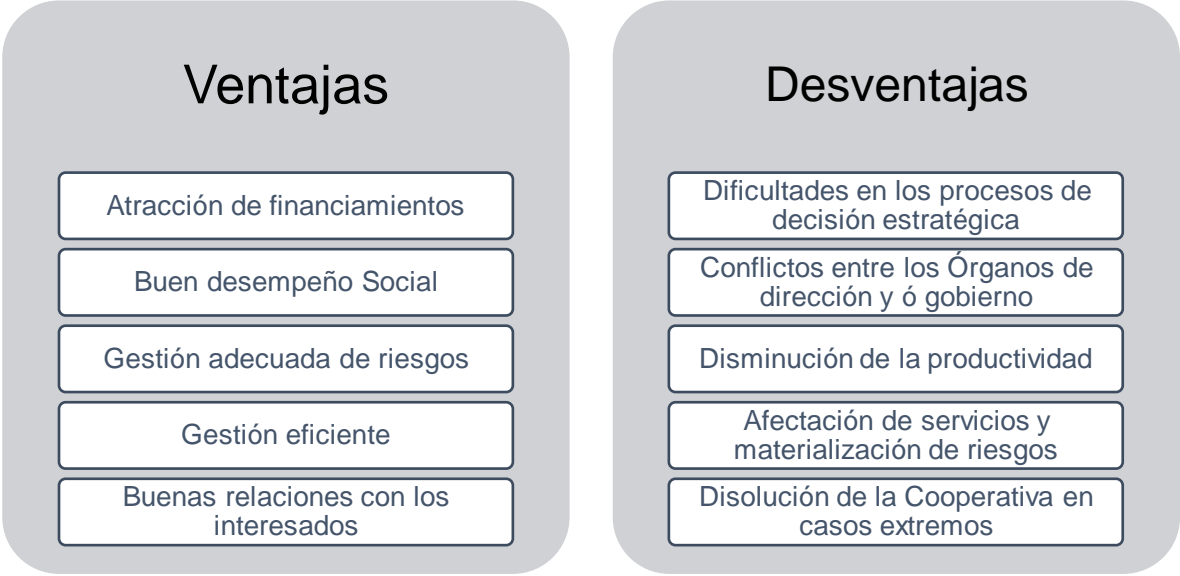 Ventajas
Atracción de financiamientos
Buen desempeño Social
Gestión adecuada de riesgos
Gestión eficiente
Buenas relaciones con los
interesados
Desventajas
Dificultades en los procesos de
decisión estratégica
Conflictos entre los Órganos de
dirección y ó gobierno
Disminución de la productividad
Afectación de servicios y
materialización de riesgos
Disolución de la Cooperativa en
casos extremos